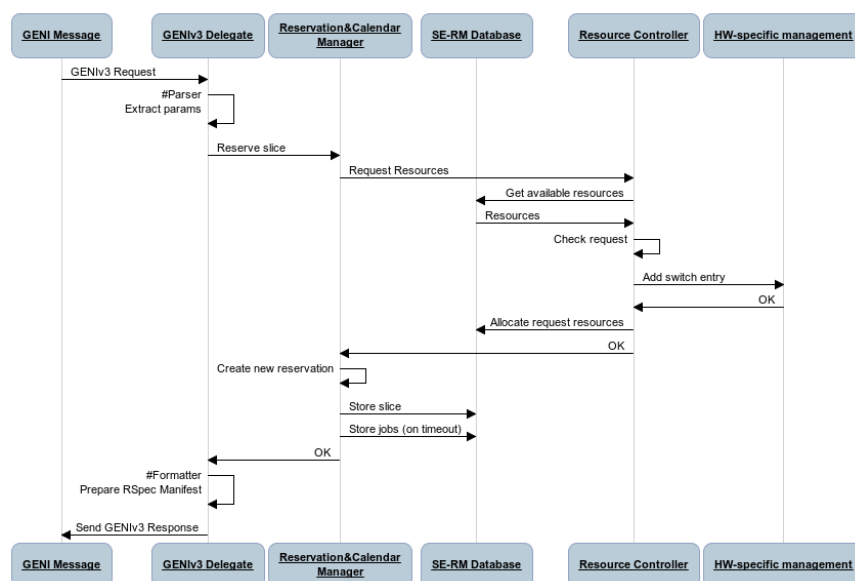 GENI Message
GENIv3 Delegate
Reservation&Calendar
Manager
SE-RM Database
Resource Controller
HW-specific management
GENIv3 Request
#Parser
Extract params
Reserve slice
Request Resources
Get available resources
Resources
Check request
Add switch entry
OK
Allocate request resources
OK
Create new reservation
Store slice
Store jobs (on timeout)
OK
#Formatter
Prepare RSpec Manifest
Send GENIv3 Response
GENI Message
GENIv3 Delegate
Reservation&Calendar
Manager
SE-RM Database
Resource Controller
HW-specific management